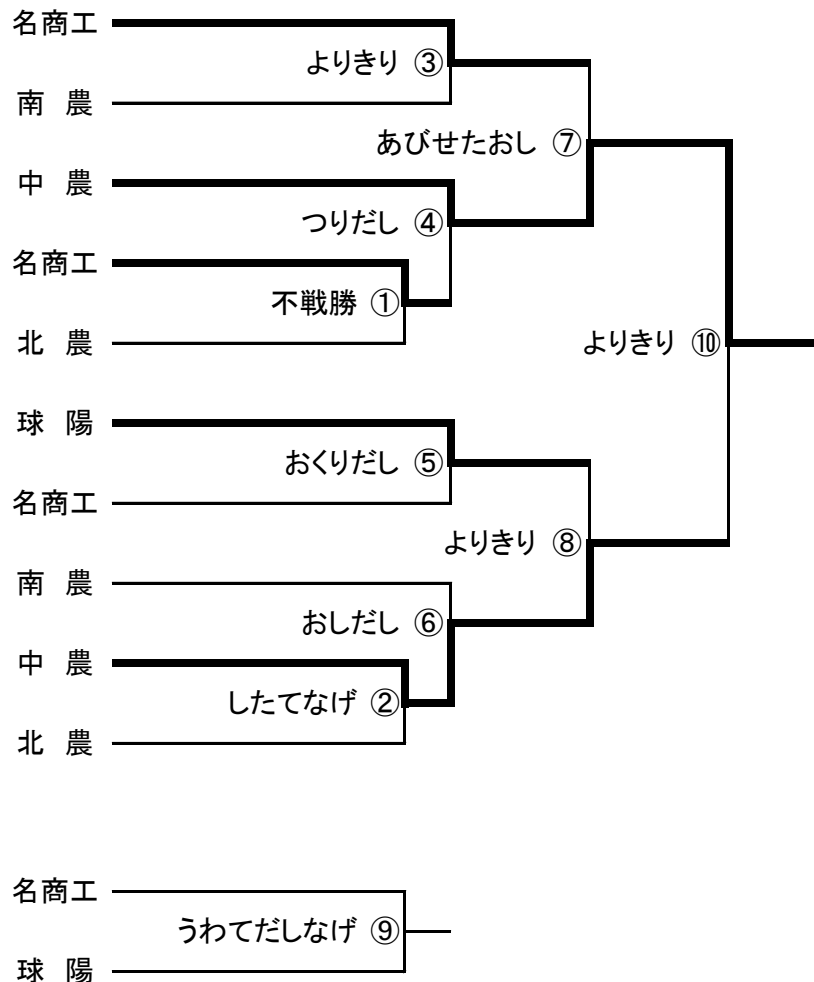 名商工
よりきり ③
南 農
あびせたおし ⑦
中 農
つりだし ④
名商工
不戦勝 ①
北 農
よりきり ⑩
球 陽
おくりだし ⑤
名商工
よりきり ⑧
南 農
おしだし ⑥
中 農
したてなげ ②
北 農
名商工
うわてだしなげ ⑨
球 陽